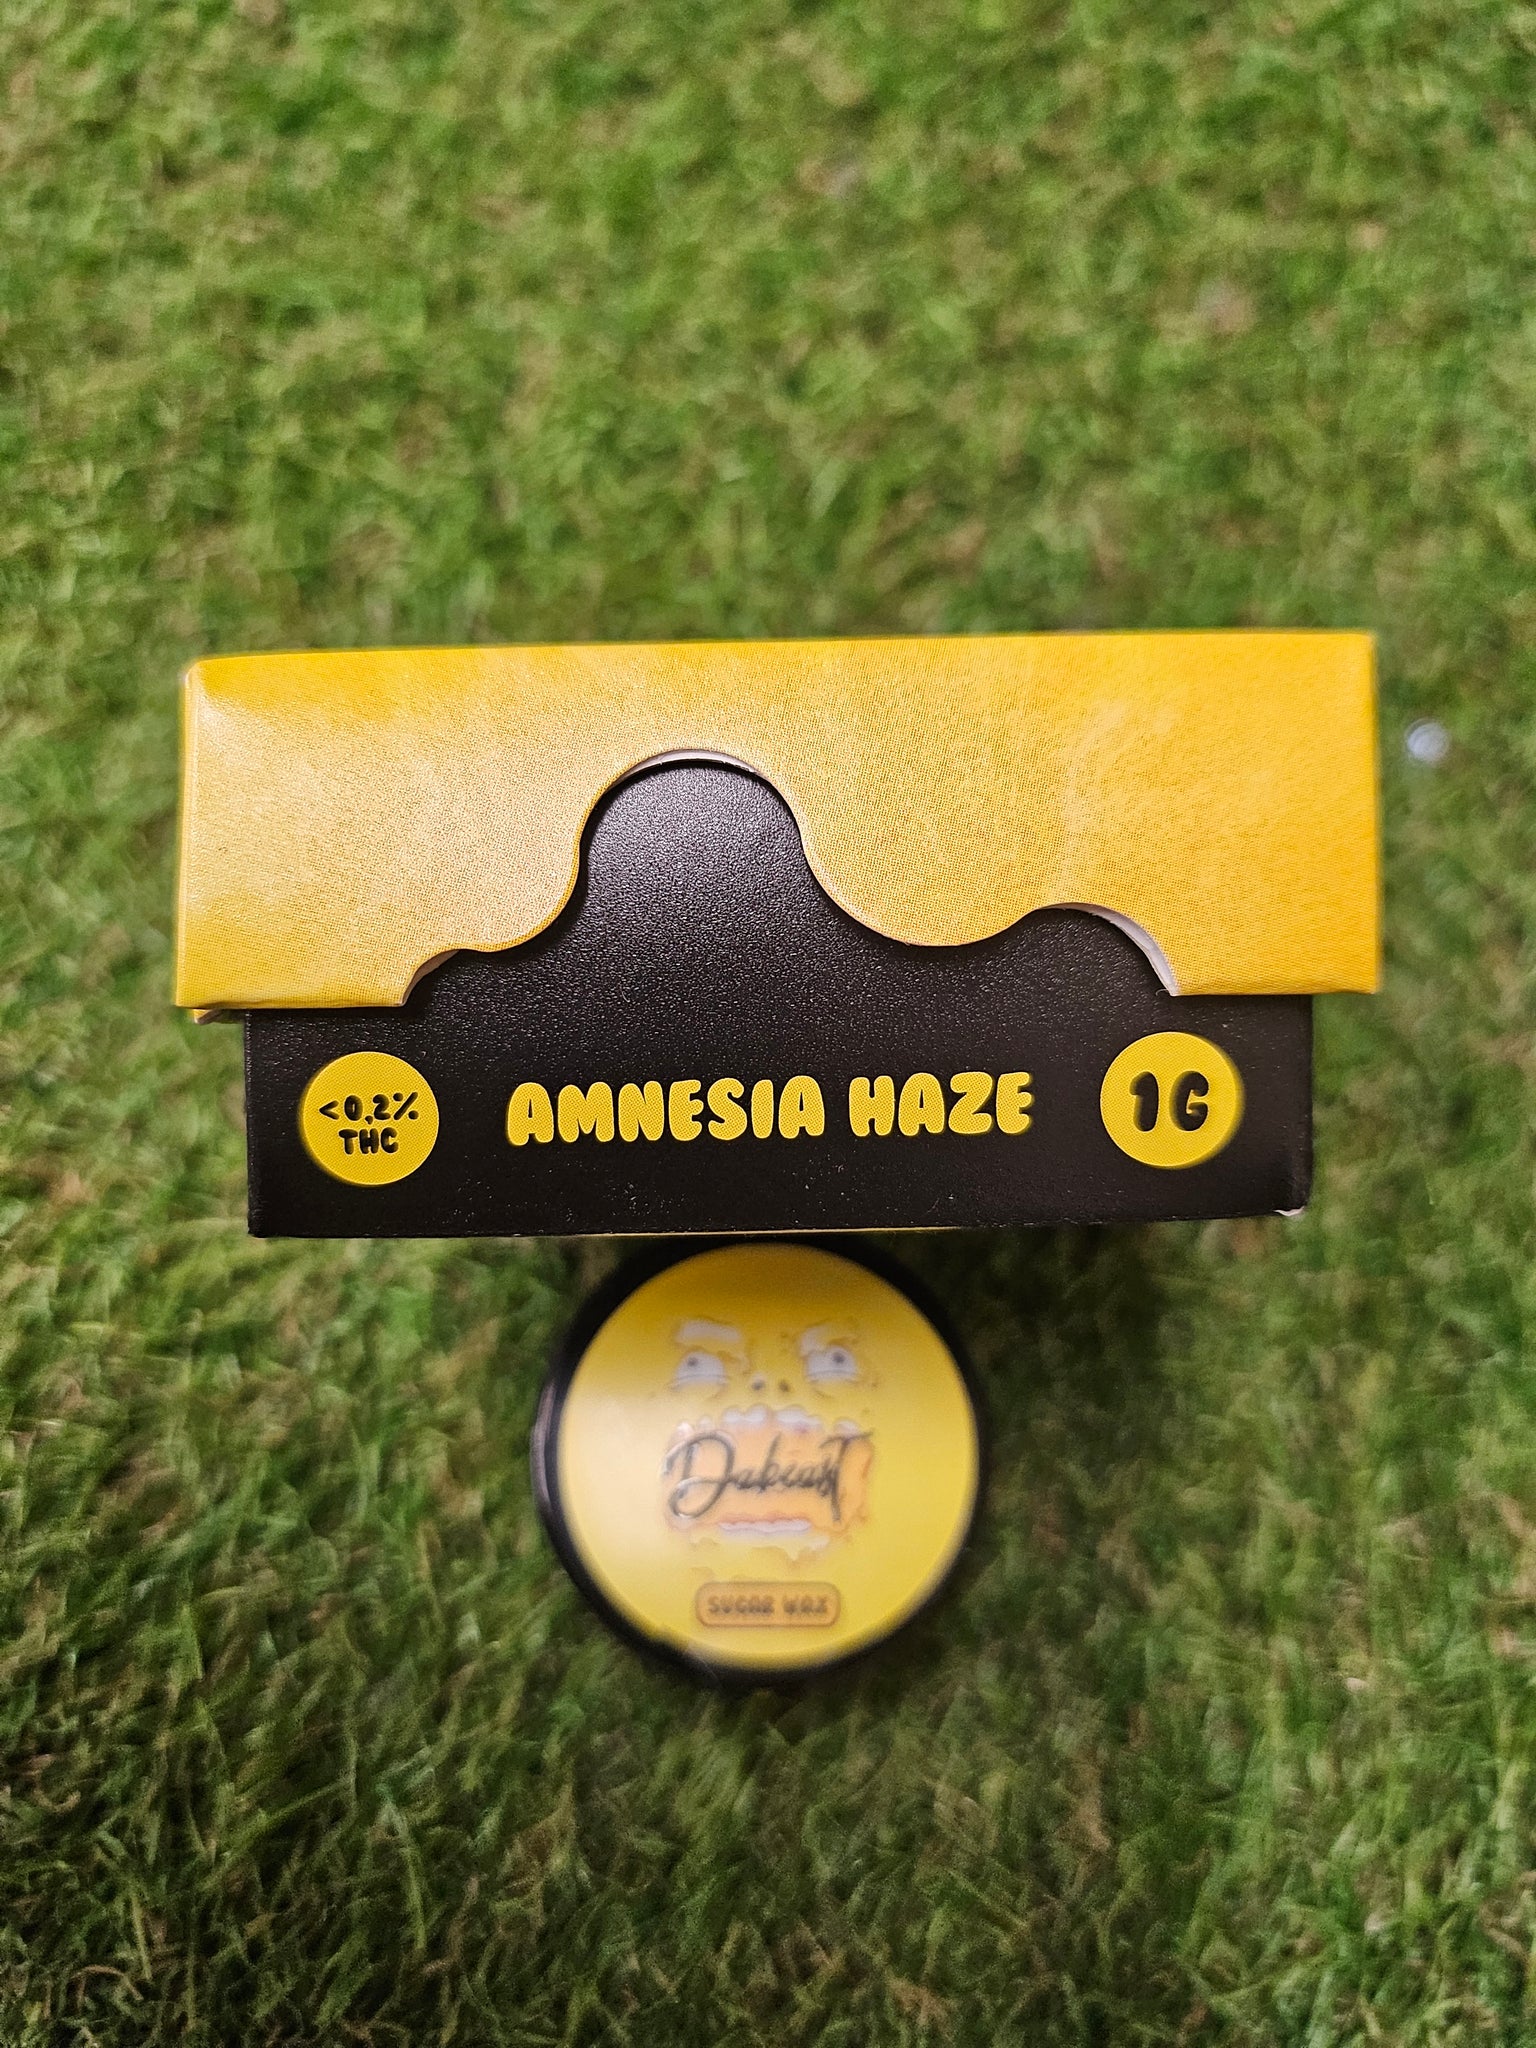 <0,2%
THC
AMNESIA HAZE
1G
Dabeast
SUGAR WAX